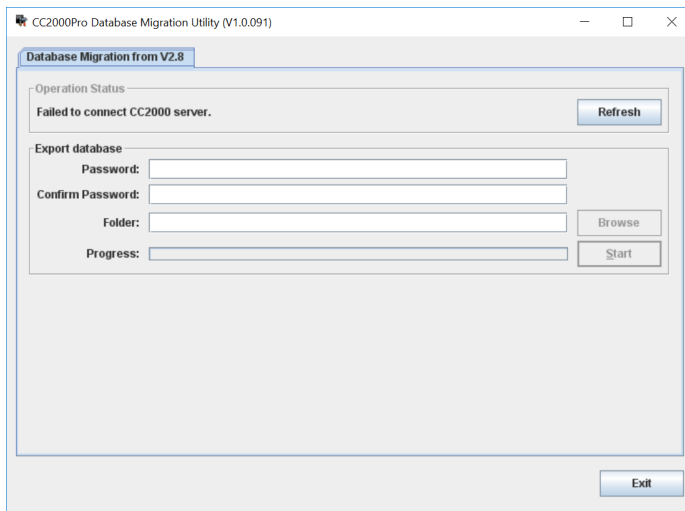 CC2000Pro Database Migration Utility (V1.0.091)
Database Migration from V2.8
Operation Status
Failed to connect CC2000 server.
Refresh
Export database
Password:
Confirm Password:
Folder:
Browse
Progress:
Start
Exit